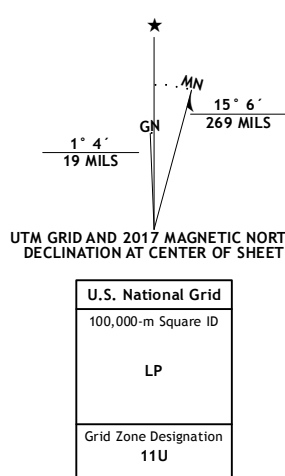 ★
MN
GN
15° 6´
269 MILS
1° 4´
19 MILS
UTM GRID AND 2017 MAGNETIC NORT
DECLINATION AT CENTER OF SHEET
U.S. National Grid
100,000-m Square ID
LP
Grid Zone Designation
11U